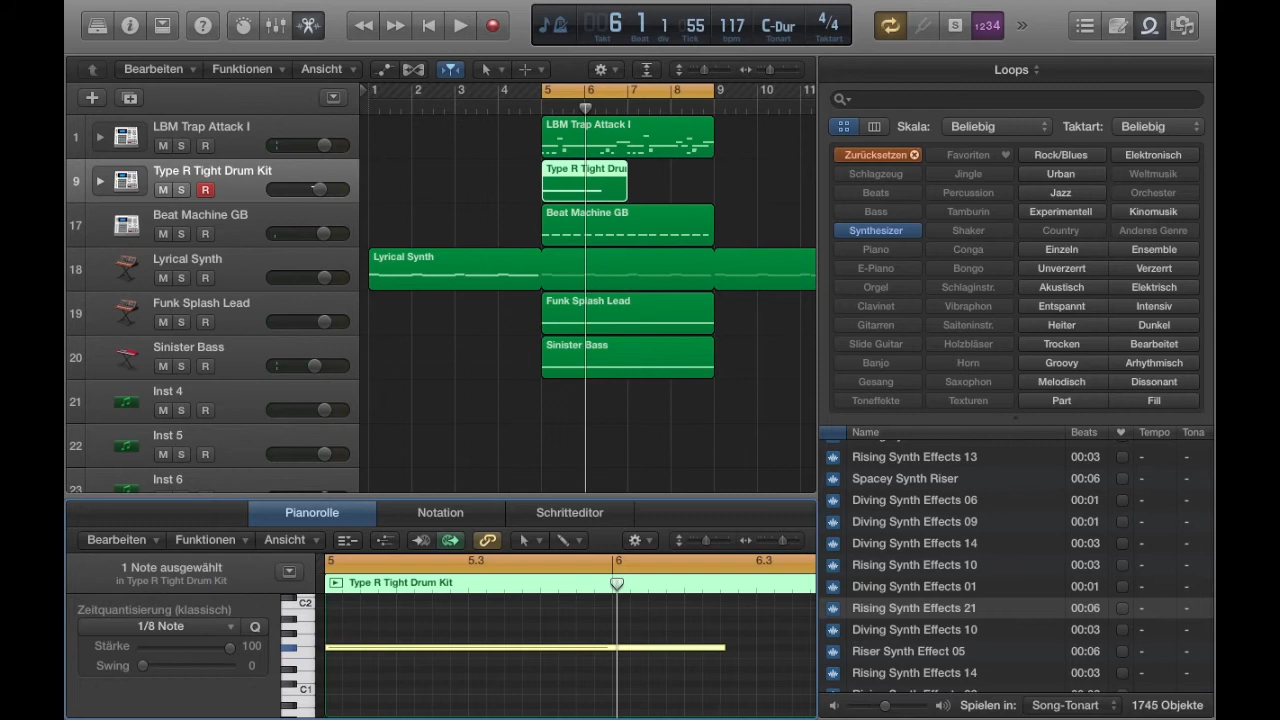 6 1 1 55 117 C-Dur 4/4
Takt Beat div Tick bpm Tonart Taktart
S 1234
Bearbeiten Funktionen Ansicht
Loops
1 2 3 4 5 6 7 8 9 10 11
Skala: Beliebig Taktart: Beliebig
1 LBM Trap Attack I
M S R
9 Type R Tight Drum Kit
M S R
17 Beat Machine GB
M S R
18 Lyrical Synth
M S R
19 Funk Splash Lead
M S R
20 Sinister Bass
M S R
21 Inst 4
M S R
22 Inst 5
M S R
23 Inst 6
LBM Trap Attack I
Type R Tight Dru
Beat Machine GB
Lyrical Synth
Funk Splash Lead
Sinister Bass
Zurücksetzen Favoriten Rock/Blues Elektronisch
Schlagzeug Jingle Urban Weltmusik
Beats Percussion Jazz Orchester
Bass Tamburin Experimentell Kinomusik
Synthesizer Shaker Country Anderes Genre
Piano Conga Einzeln Ensemble
E-Piano Bongo Unverzerrt Verzerrt
Orgel Schlaginstr. Akustisch Elektrisch
Clavinet Vibraphon Entspannt Intensiv
Gitarren Saiteninstr. Heiter Dunkel
Slide Guitar Holzbläser Trocken Bearbeitet
Banjo Horn Groovy Arhythmisch
Gesang Saxophon Melodisch Dissonant
Toneffekte Texturen Part Fill
Name Beats Tempo Tona
Rising Synth Effects 13 00:03 - -
Spacey Synth Riser 00:06 - -
Diving Synth Effects 06 00:01 - -
Diving Synth Effects 09 00:01 - -
Diving Synth Effects 14 00:03 - -
Rising Synth Effects 10 00:03 - -
Diving Synth Effects 01 00:01 - -
Rising Synth Effects 21 00:06 - -
Diving Synth Effects 10 00:03 - -
Riser Synth Effect 05 00:06 - -
Rising Synth Effects 14 00:03 - -
Spielen in: Song-Tonart 1745 Objekte
Pianorolle Notation Schritteditor
Bearbeiten Funktionen Ansicht
1 Note ausgewählt
in Type R Tight Drum Kit
5 5.3 6 6.3
Type R Tight Drum Kit
Zeitquantisierung (klassisch)
1/8 Note Q
Stärke 100
Swing 0
C2
C1